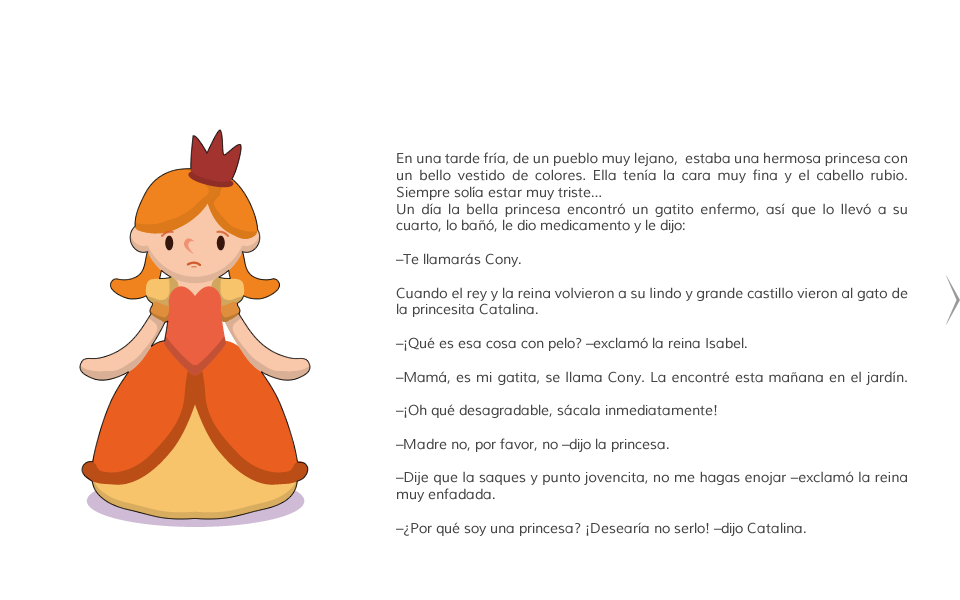 En una tarde fría, de un pueblo muy lejano, estaba una hermosa princesa con
un bello vestido de colores. Ella tenía la cara muy fina y el cabello rubio.
Siempre solía estar muy triste...
Un día la bella princesa encontró un gatito enfermo, así que lo llevó a su
cuarto, lo bañó, le dio medicamento y le dijo:
–Te llamarás Cony.
Cuando el rey y la reina volvieron a su lindo y grande castillo vieron al gato de
la princesita Catalina.
–¡Qué es esa cosa con pelo? –exclamó la reina Isabel.
–Mamá, es mi gatita, se llama Cony. La encontré esta mañana en el jardín.
–¡Oh qué desagradable, sácala inmediatamente!
–Madre no, por favor, no –dijo la princesa.
–Dije que la saques y punto jovencita, no me hagas enojar –exclamó la reina
muy enfadada.
–¿Por qué soy una princesa? ¡Desearía no serlo! –dijo Catalina.